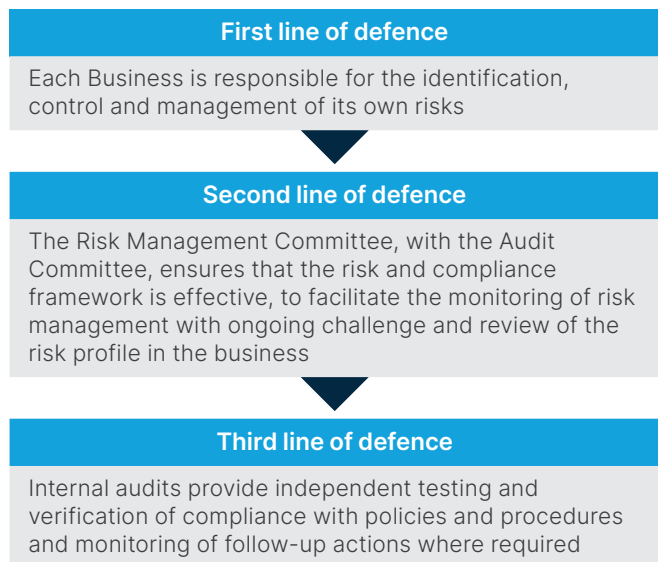 First line of defence
Each Business is responsible for the identification,
control and management of its own risks
Second line of defence
The Risk Management Committee, with the Audit
Committee, ensures that the risk and compliance
framework is effective, to facilitate the monitoring of risk
management with ongoing challenge and review of the
risk profile in the business
Third line of defence
Internal audits provide independent testing and
verification of compliance with policies and procedures
and monitoring of follow-up actions where required